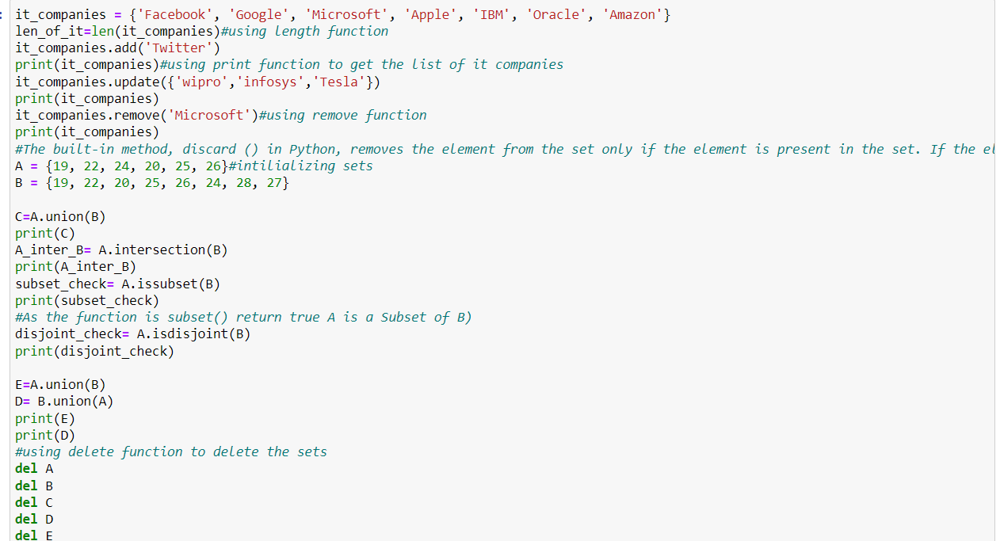 it_companies = {'Facebook', 'Google', 'Microsoft', 'Apple', 'IBM', 'Oracle', 'Amazon'}
len_of_it=len(it_companies)#using length function
it_companies.add('Twitter')
print(it_companies)#using print function to get the list of it companies
it_companies.update({'wipro','infosys','Tesla'})
print(it_companies)
it_companies.remove('Microsoft')#using remove function
print(it_companies)
#The built-in method, discard () in Python, removes the element from the set only if the element is present in the set. If the
A = {19, 22, 24, 20, 25, 26}#intilializing sets
B = {19, 22, 20, 25, 26, 24, 28, 27}
C=A.union(B)
print(C)
A_inter_B= A.intersection(B)
print(A_inter_B)
subset_check= A.issubset(B)
print(subset_check)
#As the function is subset() return true A is a Subset of B)
disjoint_check= A.isdisjoint(B)
print(disjoint_check)
E=A.union(B)
D= B.union(A)
print(E)
print(D)
#using delete function to delete the sets
del A
del B
del C
del D
del E